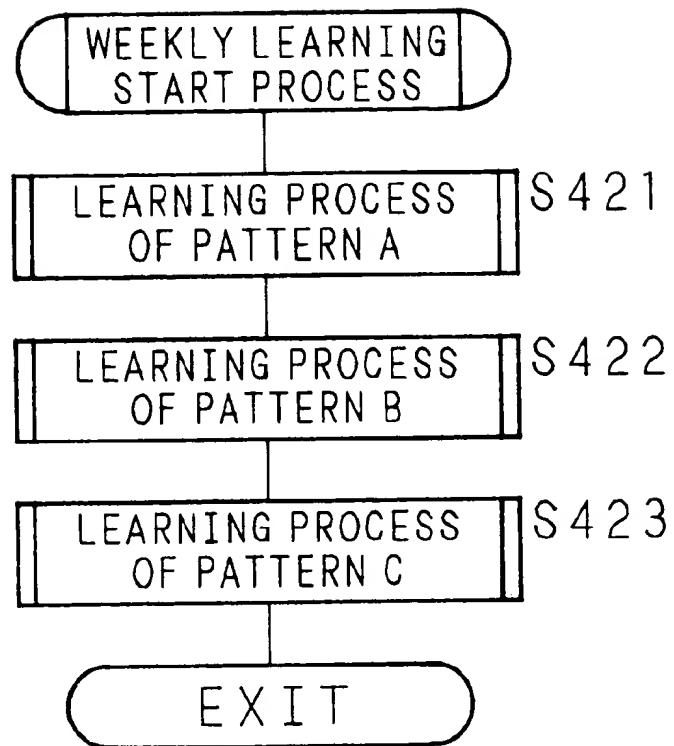 WEEKLY LEARNING
START PROCESS
LEARNING PROCESS
OF PATTERN A
S421
LEARNING PROCESS
OF PATTERN B
S422
LEARNING PROCESS
OF PATTERN C
S423
EXIT